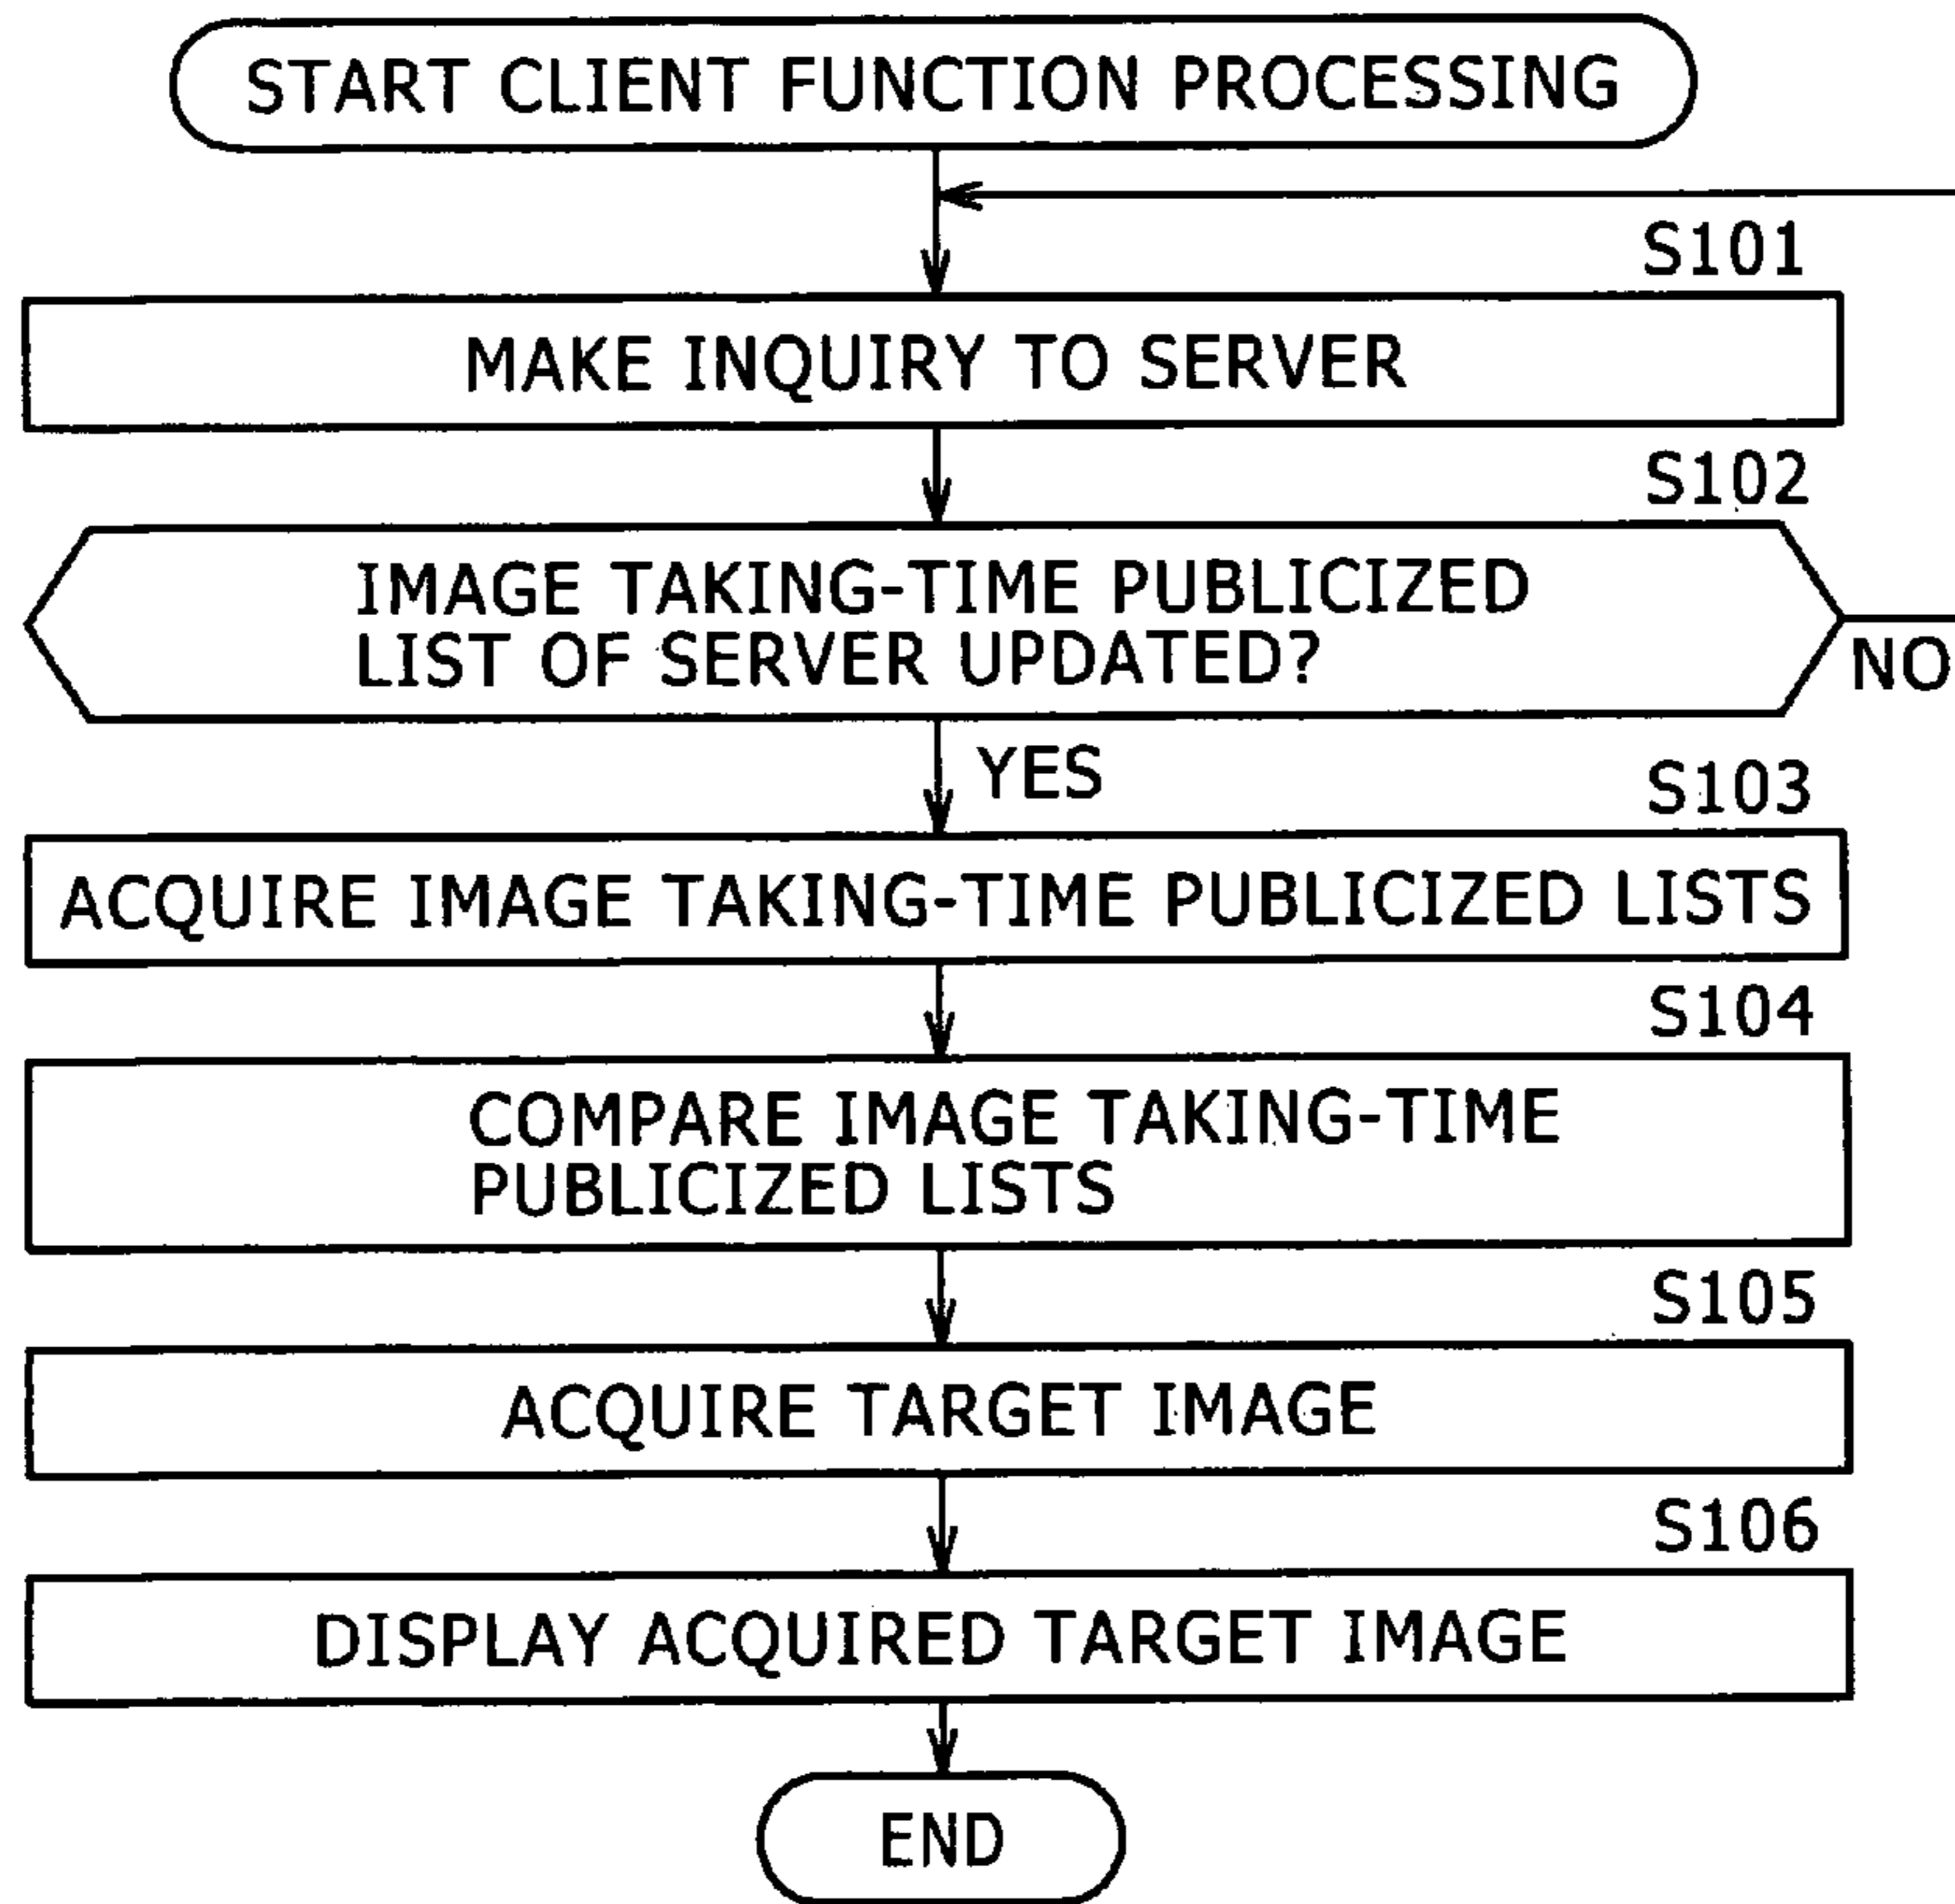 START CLIENT FUNCTION PROCESSING
S101
MAKE INQUIRY TO SERVER
S102
IMAGE TAKING-TIME PUBLICIZED
LIST OF SERVER UPDATED?
NO
YES
S103
ACQUIRE IMAGE TAKING-TIME PUBLICIZED LISTS
S104
COMPARE IMAGE TAKING-TIME
PUBLICIZED LISTS
S105
ACQUIRE TARGET IMAGE
S106
DISPLAY ACQUIRED TARGET IMAGE
END